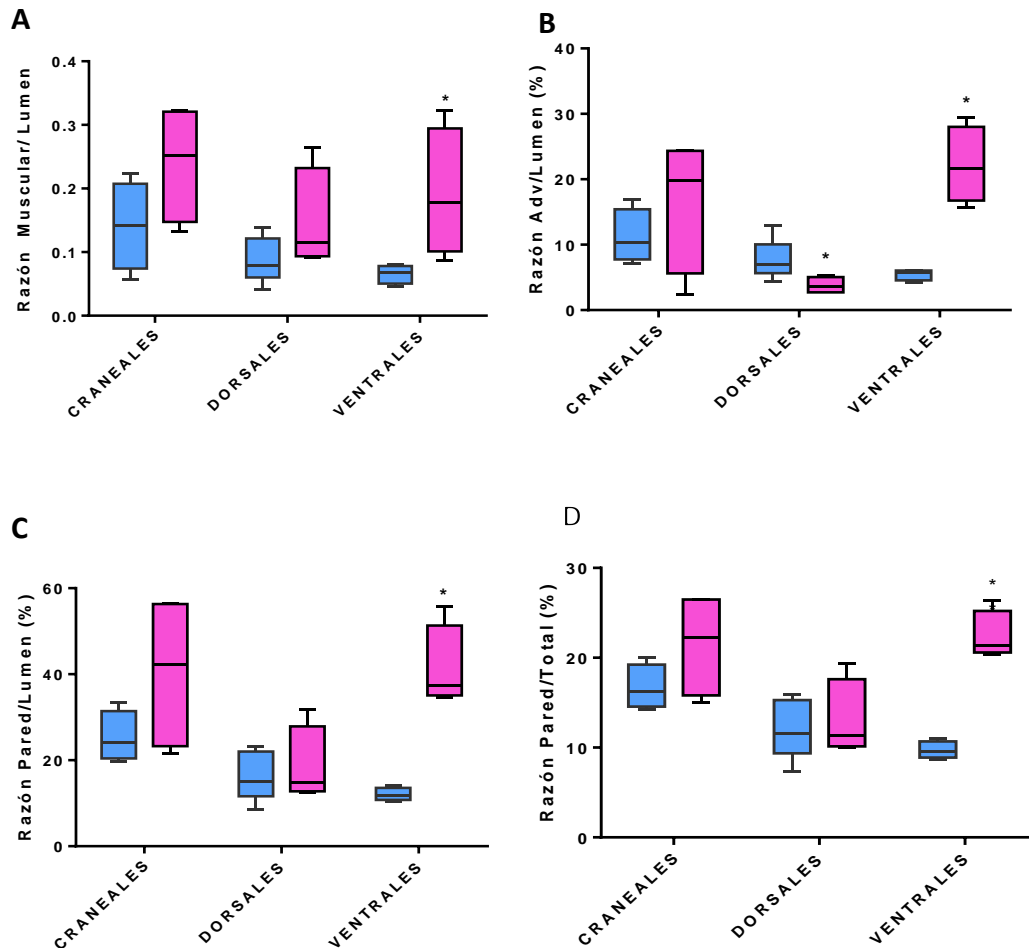 A
Razón Muscular/ Lumen
0.4
0.3
0.2
0.1
0.0
*
CRANEALES
DORSALES
VENTRALES
B
Razón Adv/Lumen (%)
40
30
20
10
0
*
*
CRANEALES
DORSALES
VENTRALES
C
Razón Pared/Lumen (%)
60
40
20
0
*
CRANEALES
DORSALES
VENTRALES
D
Razón Pared/Total (%)
30
20
10
0
*
*
CRANEALES
DORSALES
VENTRALES